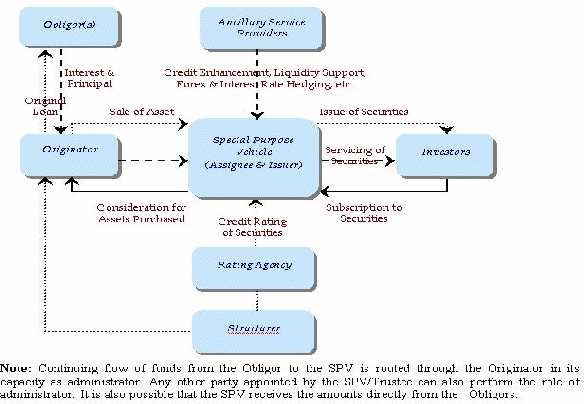 Obligor(s)
Ancillary Service
Providers
Interest &
Principal
Credit Enhancement, Liquidity Support,
Forex & Interest Rate Hedging, etc.
Original
Loan
Sale of Asset
Issue of Securities
Originator
Special Purpose
Vehicle
(Assignee & Issuer)
Servicing of
Securities
Investors
Consideration for
Assets Purchased
Subscription to
Securities
Credit Rating
of Securities
Rating Agency
Structurer
Note: Continuing flow of funds from the Obligor to the SPV is routed through the Originator in its
capacity as administrator. Any other party appointed by the SPV/Trustee can also perform the role of
administrator. It is also possible that the SPV receives the amounts directly from the Obligors.